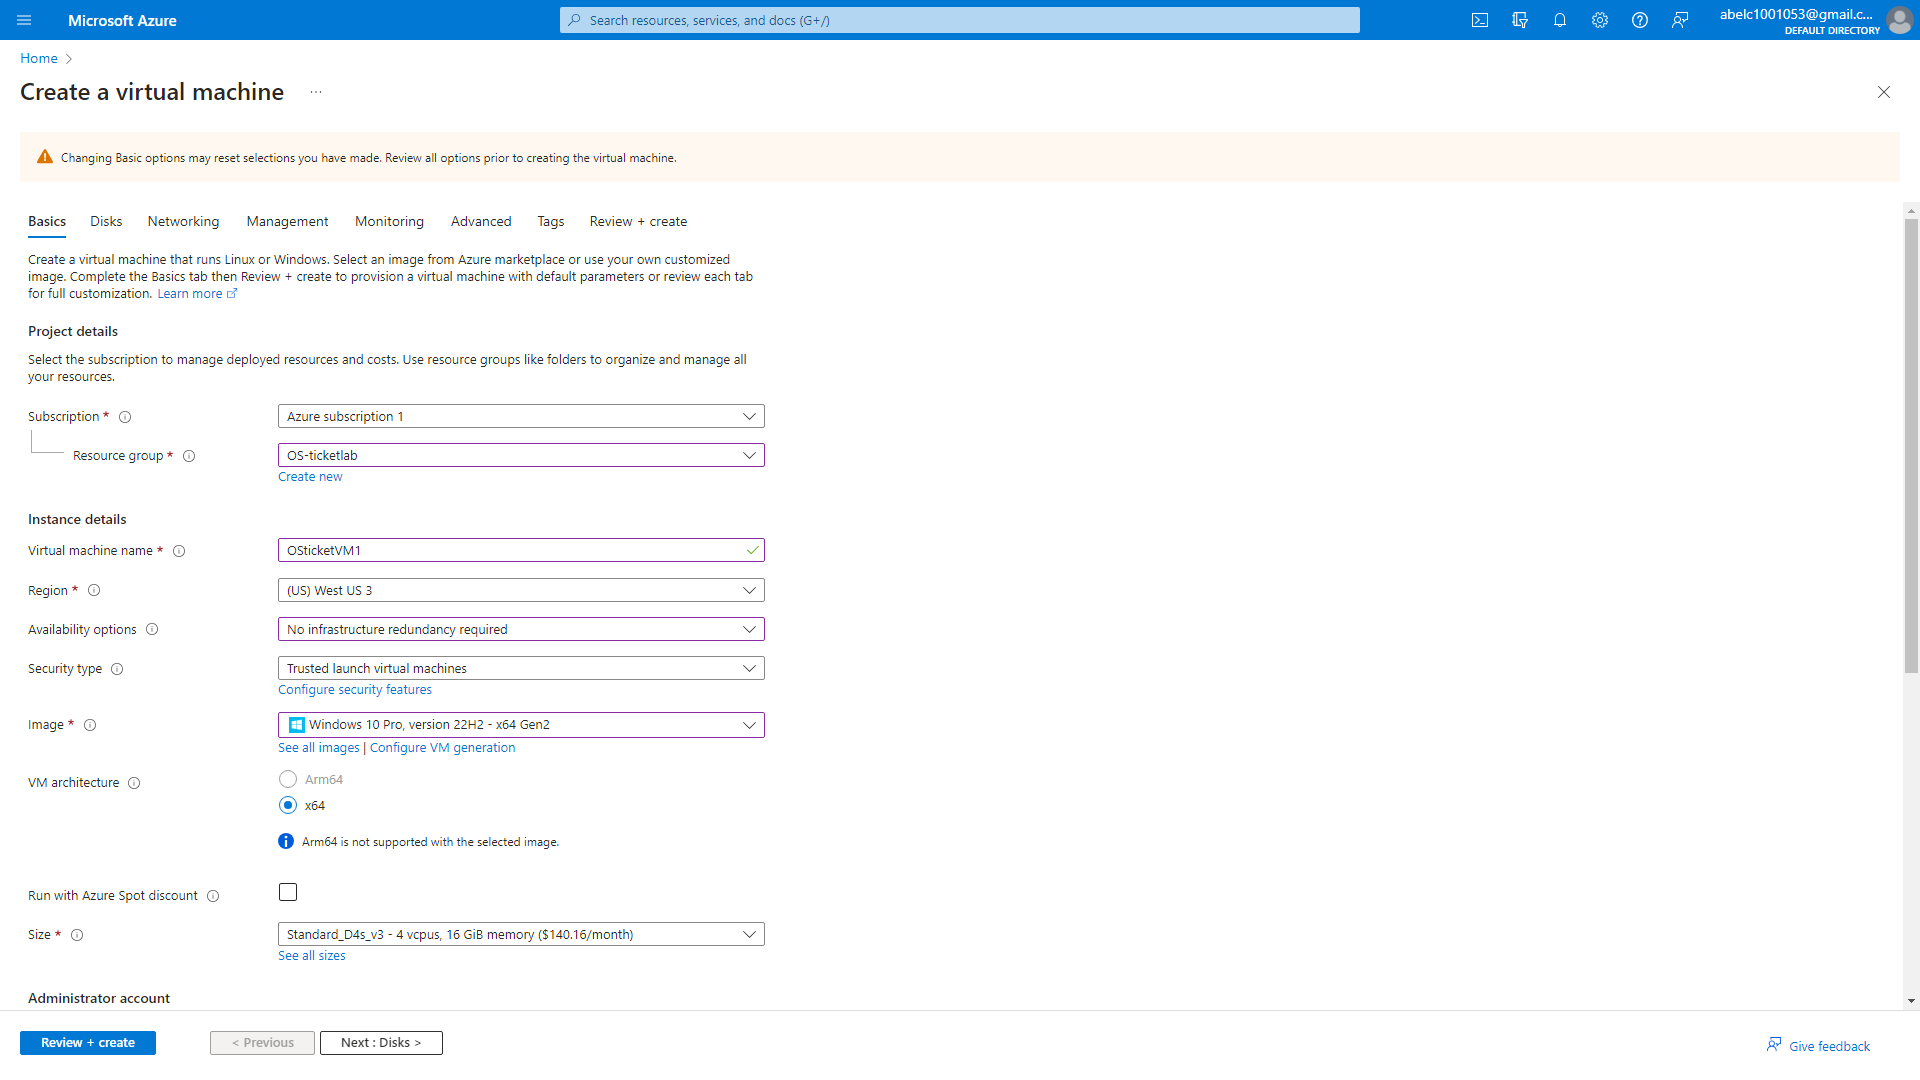 Microsoft Azure
Search resources, services, and docs (G+/)
abelc1001053@gmail.c...
DEFAULT DIRECTORY
Home
Create a virtual machine ...
Changing Basic options may reset selections you have made. Review all options prior to creating the virtual machine.
Basics Disks Networking Management Monitoring Advanced Tags Review + create
Create a virtual machine that runs Linux or Windows. Select an image from Azure marketplace or use your own customized
image. Complete the Basics tab then Review + create to provision a virtual machine with default parameters or review each tab
for full customization. Learn more
Project details
Select the subscription to manage deployed resources and costs. Use resource groups like folders to organize and manage all
your resources.
Subscription * Azure subscription 1
Resource group * OS-ticketlab
Create new
Instance details
Virtual machine name * OSticketVM1
Region * (US) West US 3
Availability options No infrastructure redundancy required
Security type Trusted launch virtual machines
Configure security features
Image * Windows 10 Pro, version 22H2 - x64 Gen2
See all images | Configure VM generation
VM architecture Arm64
x64
Arm64 is not supported with the selected image.
Run with Azure Spot discount
Size * Standard_D4s_v3 - 4 vcpus, 16 GiB memory ($140.16/month)
See all sizes
Administrator account
Review + create < Previous Next : Disks > Give feedback